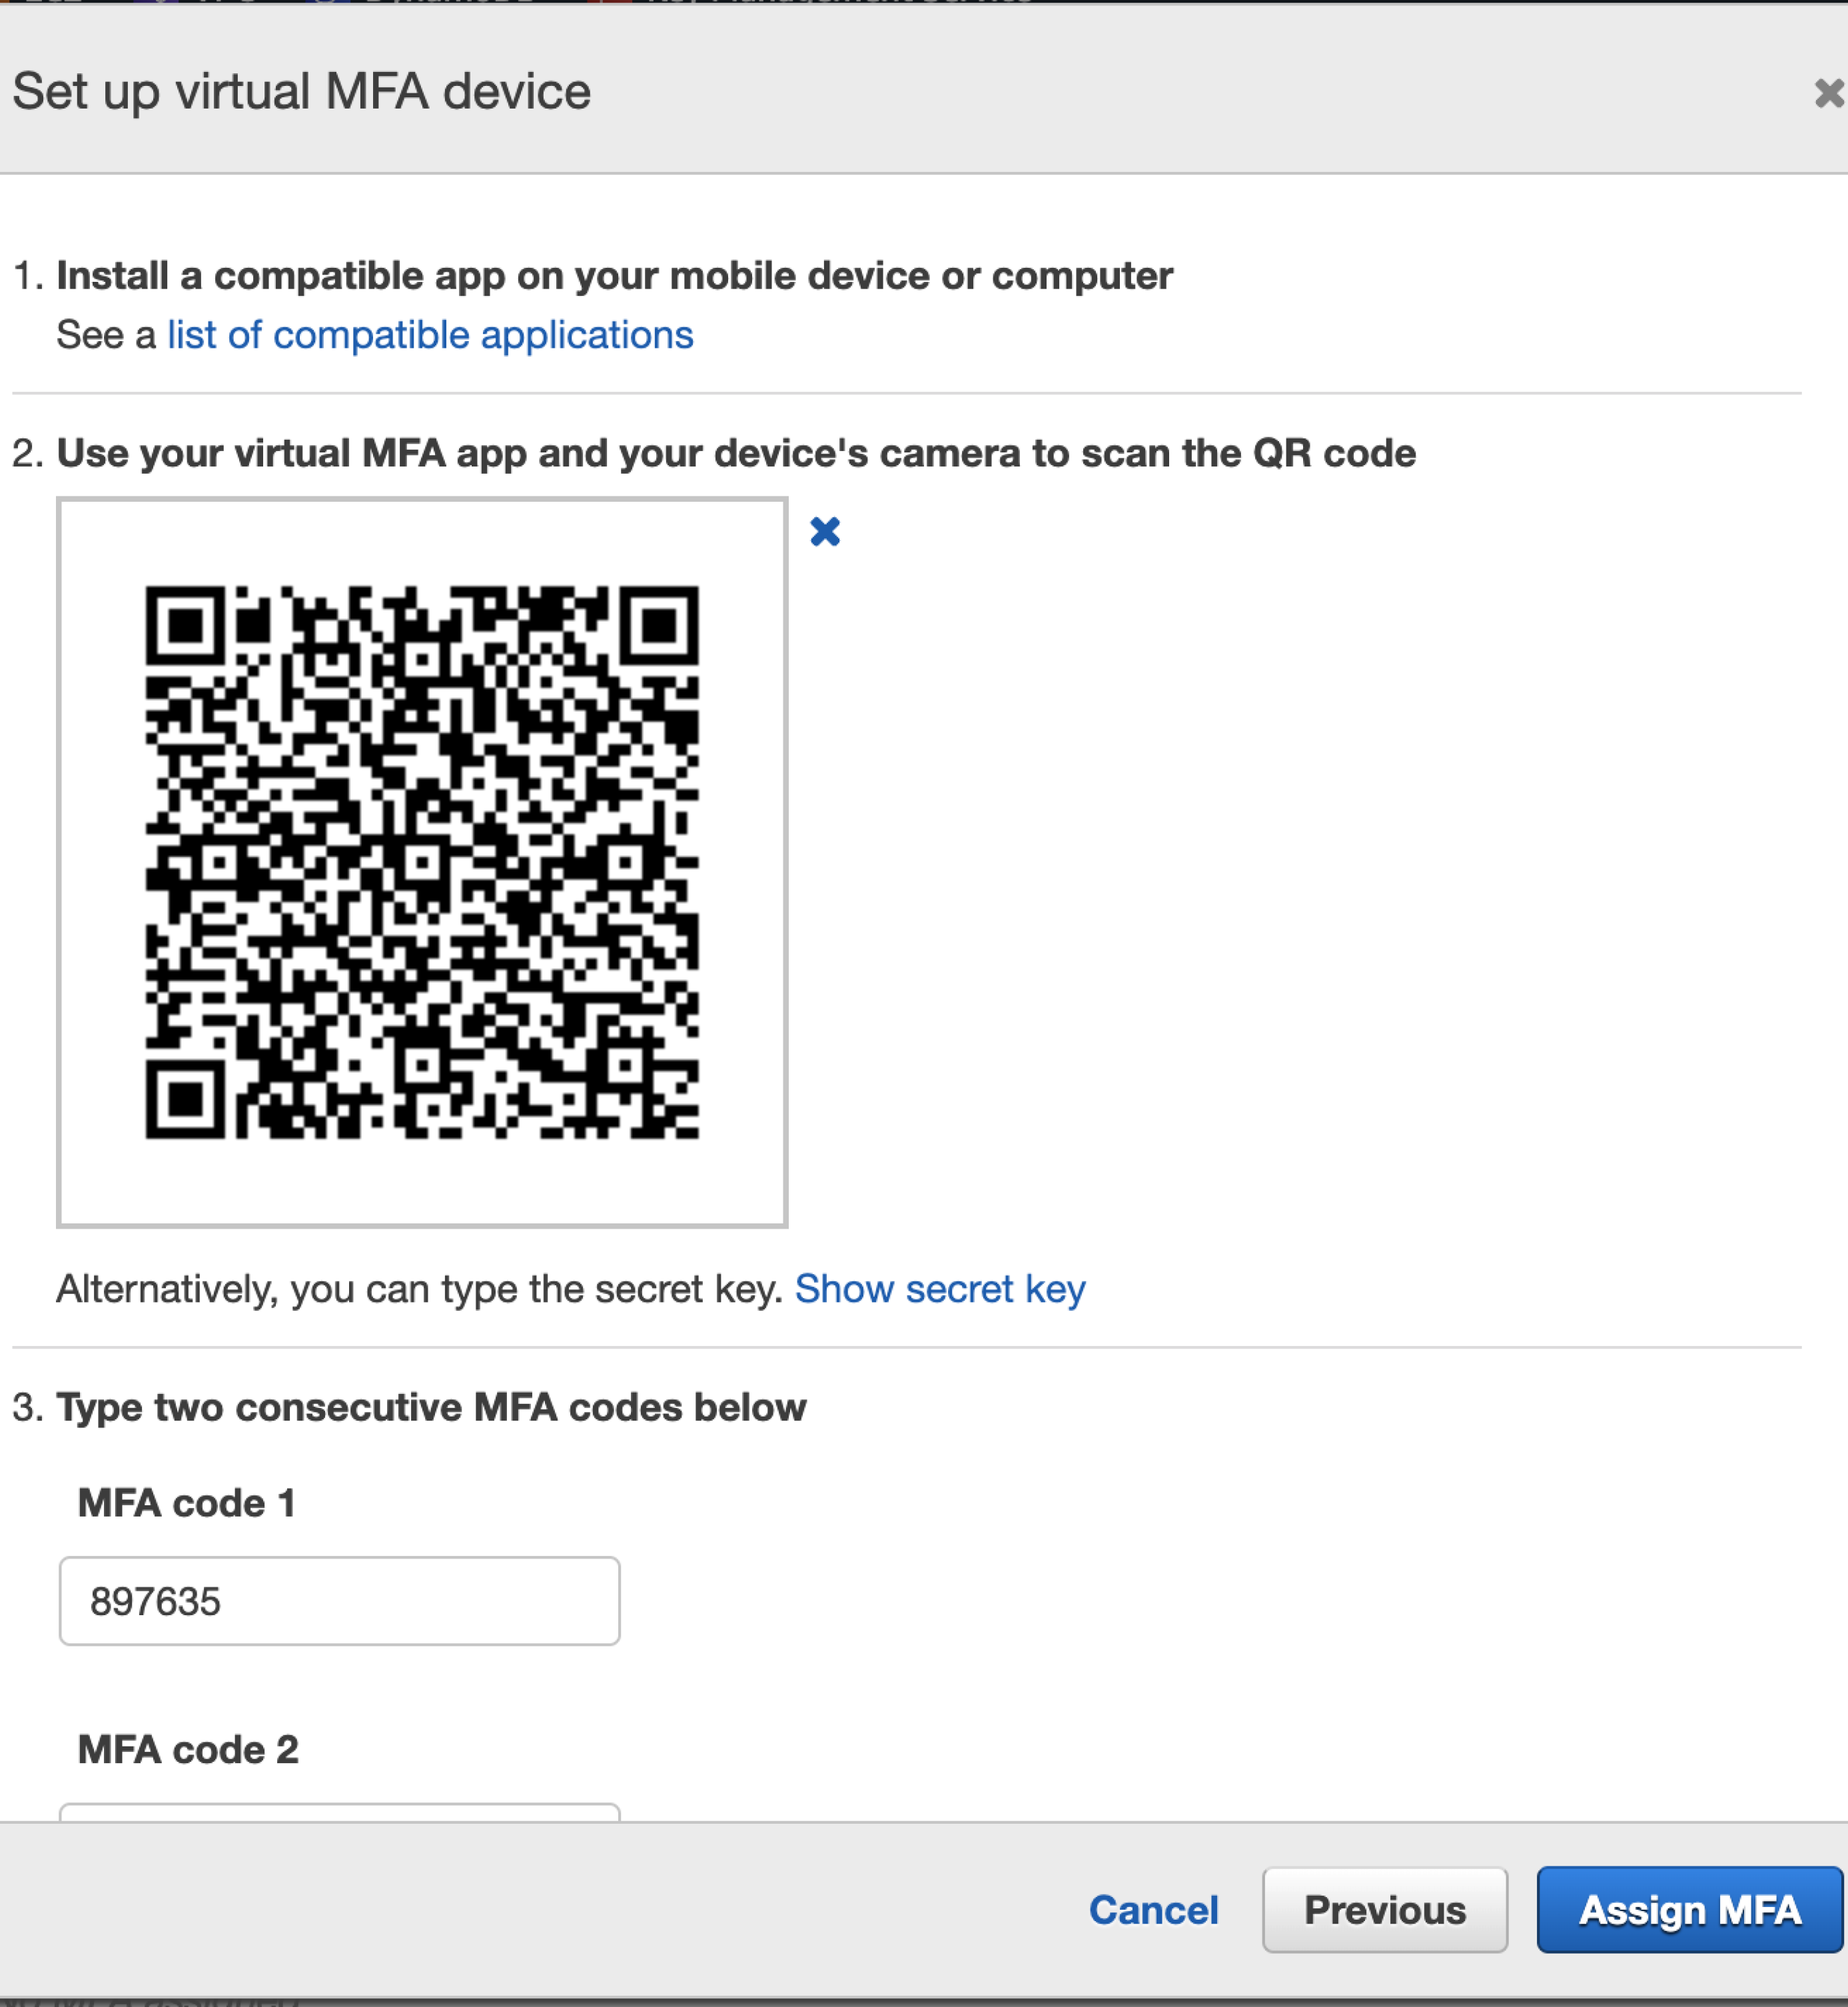 Set up virtual MFA device
1. Install a compatible app on your mobile device or computer
See a list of compatible applications
2. Use your virtual MFA app and your device's camera to scan the QR code
Alternatively, you can type the secret key. Show secret key
3. Type two consecutive MFA codes below
MFA code 1
897635
MFA code 2
Cancel Previous Assign MFA